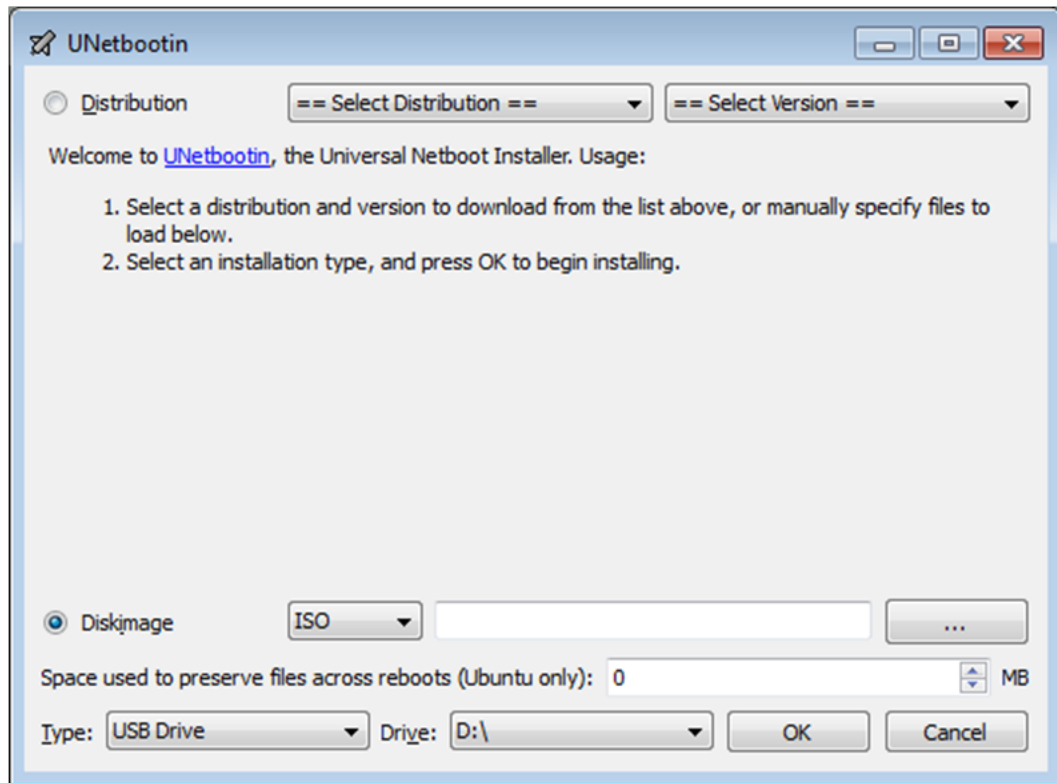 UNetbootin
Distribution == Select Distribution == == Select Version ==
Welcome to UNetbootin, the Universal Netboot Installer. Usage:
1. Select a distribution and version to download from the list above, or manually specify files to
load below.
2. Select an installation type, and press OK to begin installing.
Diskimage ISO ...
Space used to preserve files across reboots (Ubuntu only): 0 MB
Type: USB Drive Drive: D:\ OK Cancel